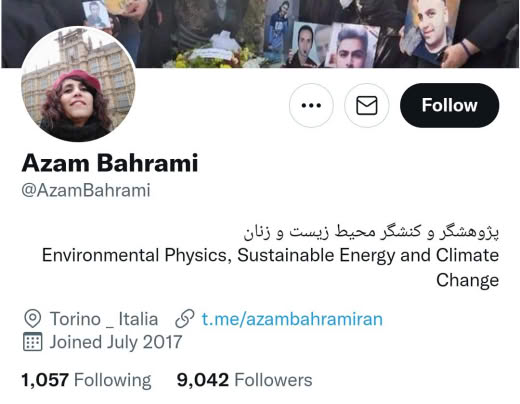 Follow
Azam Bahrami
@AzamBahrami
پژوهشگر و کنشگر محیط زیست و زنان
Environmental Physics, Sustainable Energy and Climate
Change
Torino _ Italia t.me/azambahramiran
Joined July 2017
1,057 Following 9,042 Followers